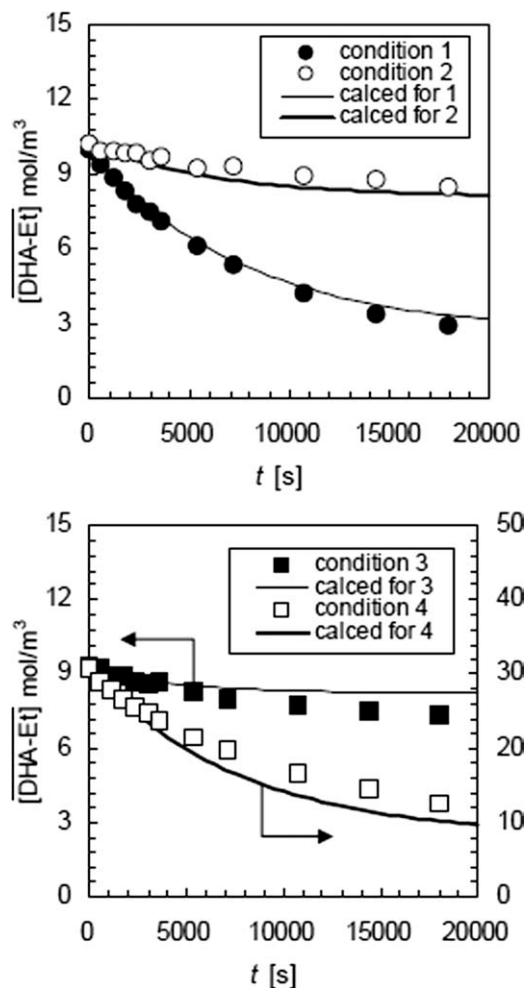 15
12
9
6
3
0
[DHA-Et] mol/m³
condition 1
condition 2
calced for 1
calced for 2
0 5000 10000 15000 20000
t [s]
15
12
9
6
3
0
[DHA-Et] mol/m³
50
40
30
20
10
0
condition 3
calced for 3
condition 4
calced for 4
0 5000 10000 15000 20000
t [s]